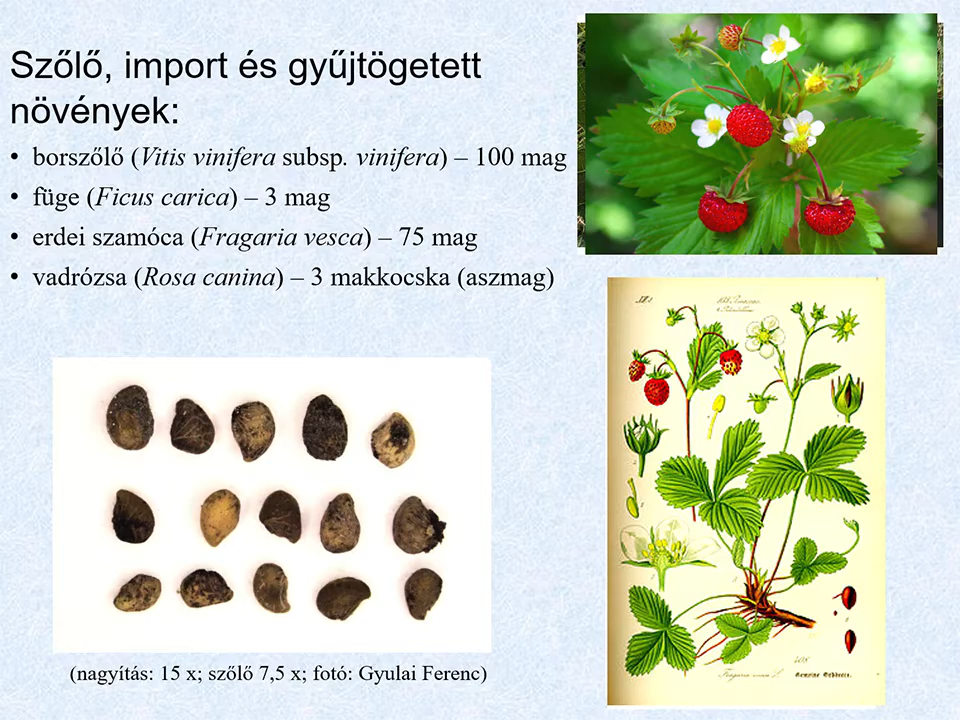 Szőlő, import és gyűjtögetett
növények:
• borszőlő (Vitis vinifera subsp. vinifera) – 100 mag
• füge (Ficus carica) – 3 mag
• erdei szamóca (Fragaria vesca) – 75 mag
• vadrózsa (Rosa canina) – 3 makkocska (aszmag)
(nagyítás: 15 x; szőlő 7,5 x; fotó: Gyulai Ferenc)